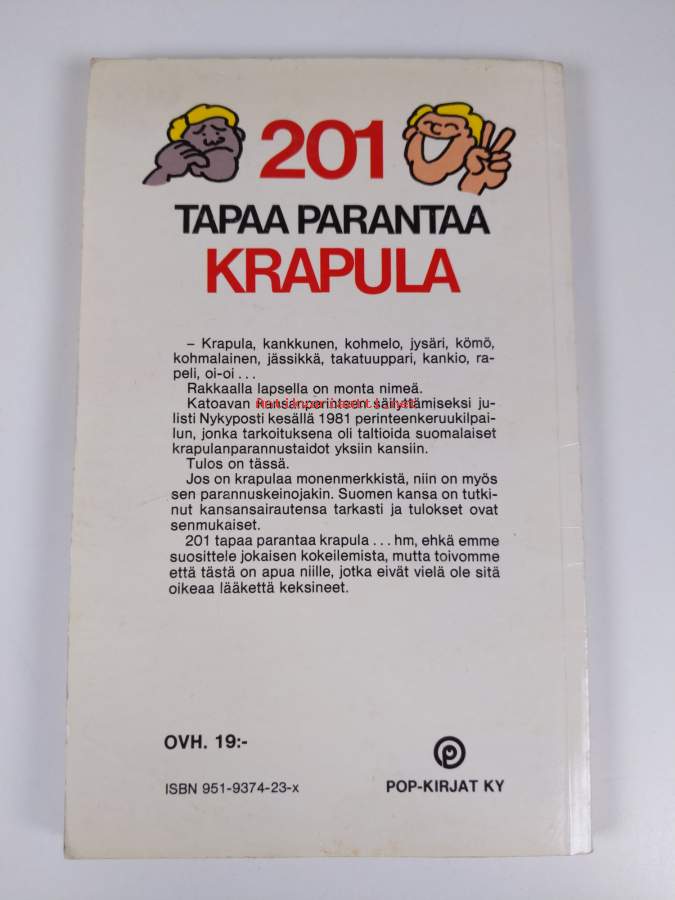 201
TAPAA PARANTAA
KRAPULA
– Krapula, kankkunen, kohmelo, jysäri, kömö,
kohmalainen, jässikkä, takatuuppari, kankio, ra-
peli, oi-oi . . .
Rakkaalla lapsella on monta nimeä.
Katoavan kansanperinteen säilyttämiseksi ju-
listi Nykyposti kesällä 1981 perinteenkeruukilpai-
lun, jonka tarkoituksena oli taltioida suomalaiset
krapulanparannustaidot yksiin kansiin.
Tulos on tässä.
Jos on krapulaa monenmerkkistä, niin on myös
sen parannuskeinojakin. Suomen kansa on tutki-
nut kansansairautensa tarkasti ja tulokset ovat
senmukaiset.
201 tapaa parantaa krapula . . . hm, ehkä emme
suosittele jokaisen kokeilemista, mutta toivomme
että tästä on apua niille, jotka eivät vielä ole sitä
oikeaa lääkettä keksineet.
OVH. 19:-
ISBN 951-9374-23-x
POP-KIRJAT KY